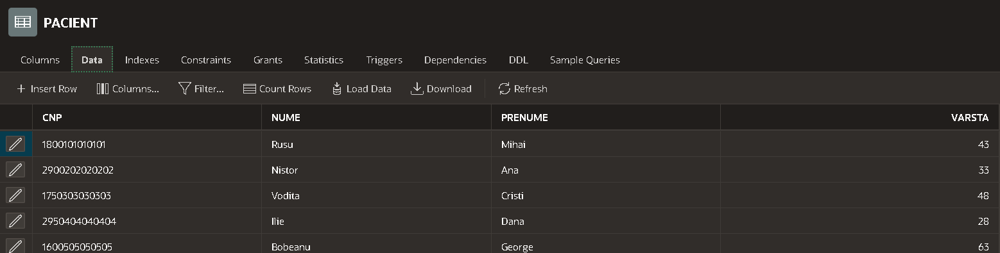 PACIENT
Columns Data Indexes Constraints Grants Statistics Triggers Dependencies DDL Sample Queries
Insert Row Columns... Filter... Count Rows Load Data Download Refresh
CNP NUME PRENUME VARSTA
1800101010101 Rusu Mihai 43
2900202020202 Nistor Ana 33
1750303030303 Vodita Cristi 48
2950404040404 Ilie Dana 28
1600505050505 Bobeanu George 63